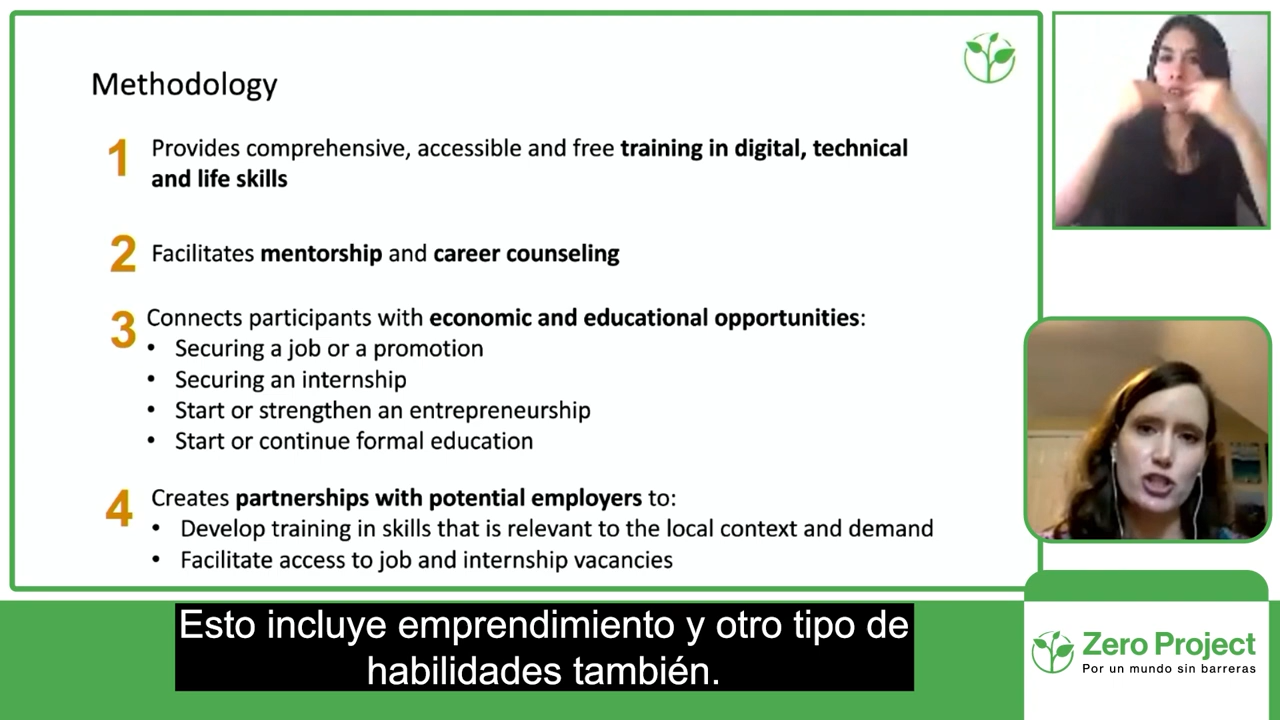 Methodology
1 Provides comprehensive, accessible and free training in digital, technical
and life skills
2 Facilitates mentorship and career counseling
3 Connects participants with economic and educational opportunities:
• Securing a job or a promotion
• Securing an internship
• Start or strengthen an entrepreneurship
• Start or continue formal education
4 Creates partnerships with potential employers to:
• Develop training in skills that is relevant to the local context and demand
• Facilitate access to job and internship vacancies
Esto incluye emprendimiento y otro tipo de
habilidades también.
Zero Project
Por un mundo sin barreras